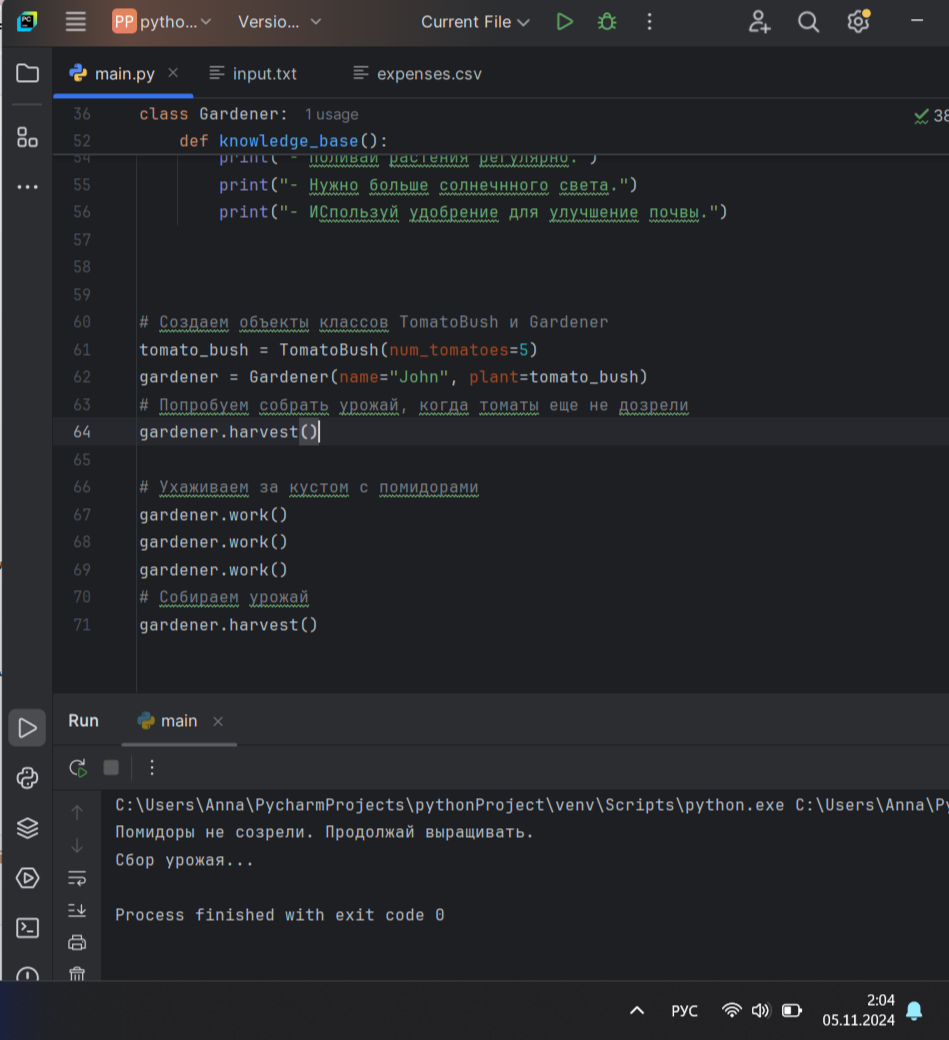 PC
PP pytho... Versio... Current File
main.py input.txt expenses.csv
36 class Gardener: 1 usage
38
52 def knowledge_base():
54 print("- Поливай растения регулярно.")
55 print("- Нужно больше солнечнного света.")
56 print("- ИСпользуй удобрение для улучшение почвы.")
57
58
59
60 # Создаем объекты классов TomatoBush и Gardener
61 tomato_bush = TomatoBush(num_tomatoes=5)
62 gardener = Gardener(name="John", plant=tomato_bush)
63 # Попробуем собрать урожай, когда томаты еще не дозрели
64 gardener.harvest()
65
66 # Ухаживаем за кустом с помидорами
67 gardener.work()
68 gardener.work()
69 gardener.work()
70 # Собираем урожай
71 gardener.harvest()
Run main
C:\Users\Anna\PycharmProjects\pythonProject\venv\Scripts\python.exe C:\Users\Anna\Py
Помидоры не созрели. Продолжай выращивать.
Сбор урожая...
Process finished with exit code 0
РУС
2:04
05.11.2024